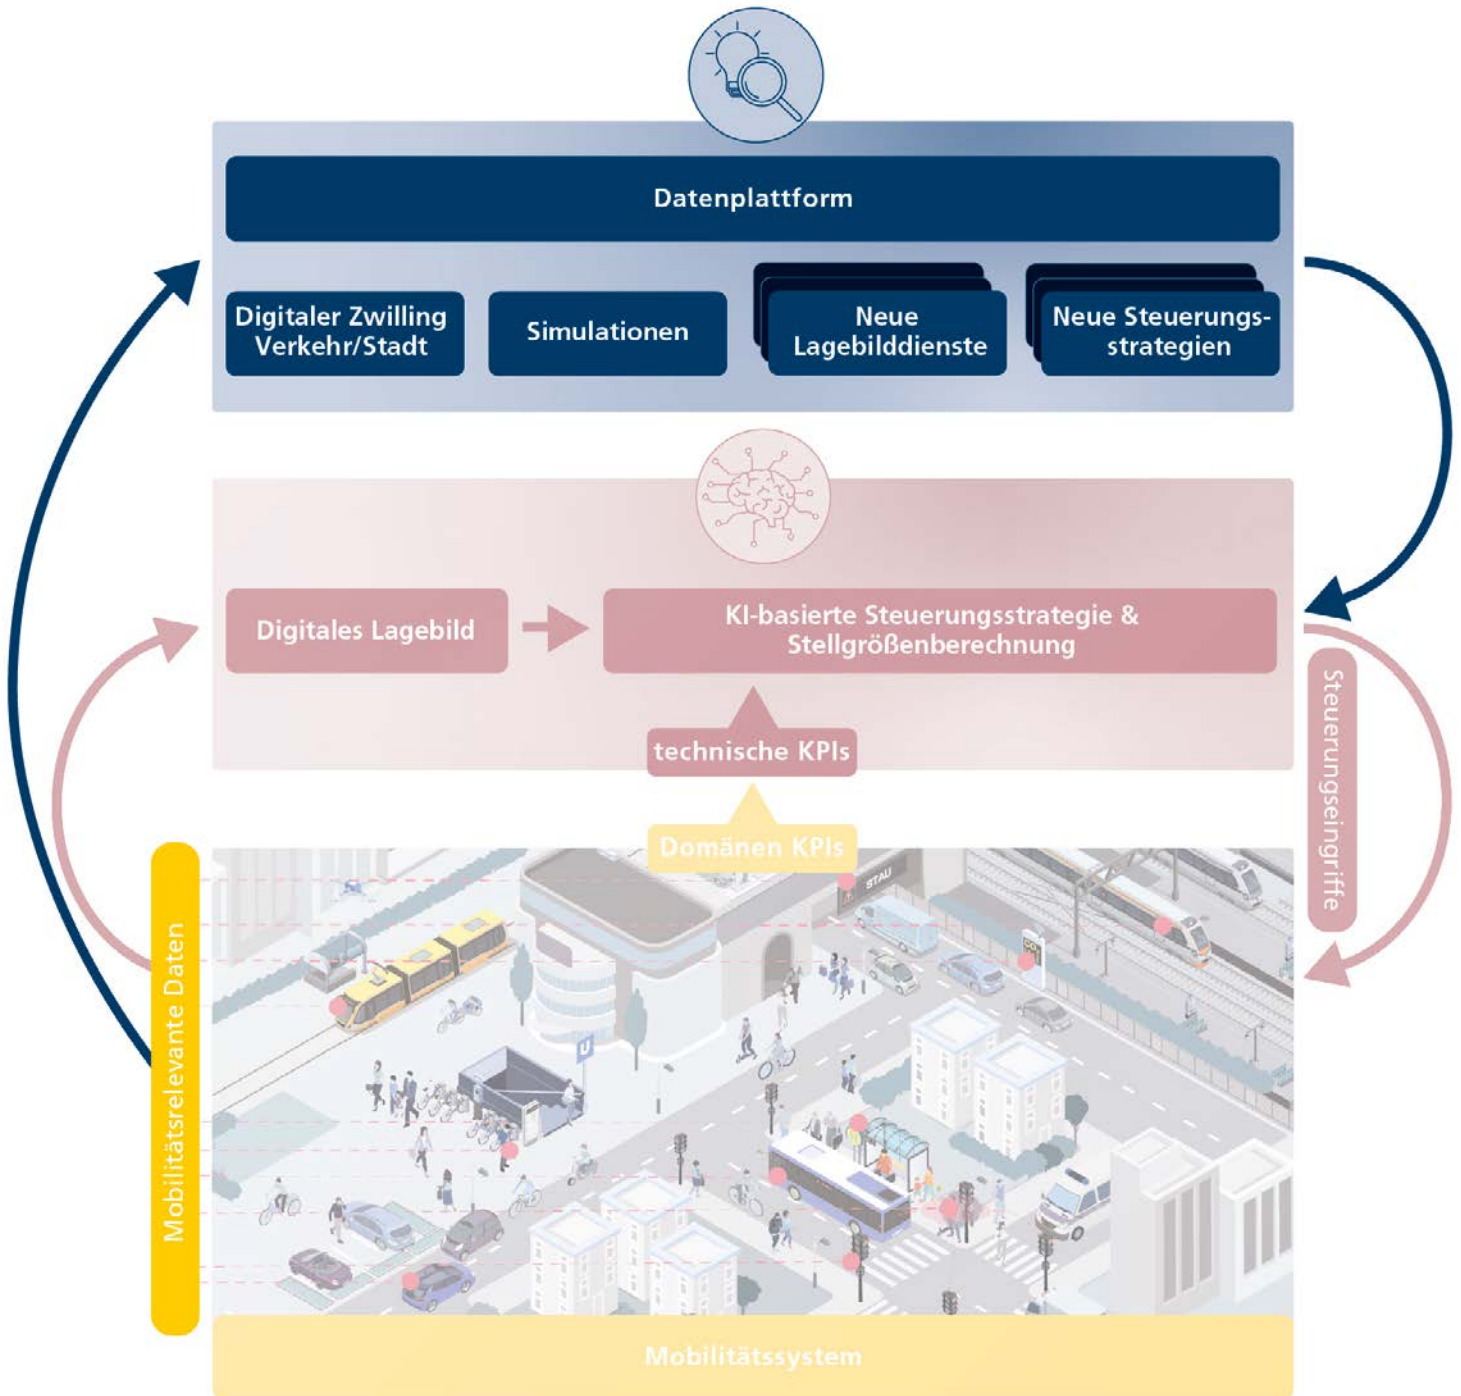 Datenplattform
Digitaler Zwilling
Verkehr/Stadt
Simulationen
Neue
Lagebilddienste
Neue Steuerungs-
strategien
Digitales Lagebild
KI-basierte Steuerungsstrategie &
Stellgrößenberechnung
technische KPIs
Steuerungseingriffe
Domänen KPIs
Mobilitätsrelevante Daten
STAU
U
Mobilitätssystem